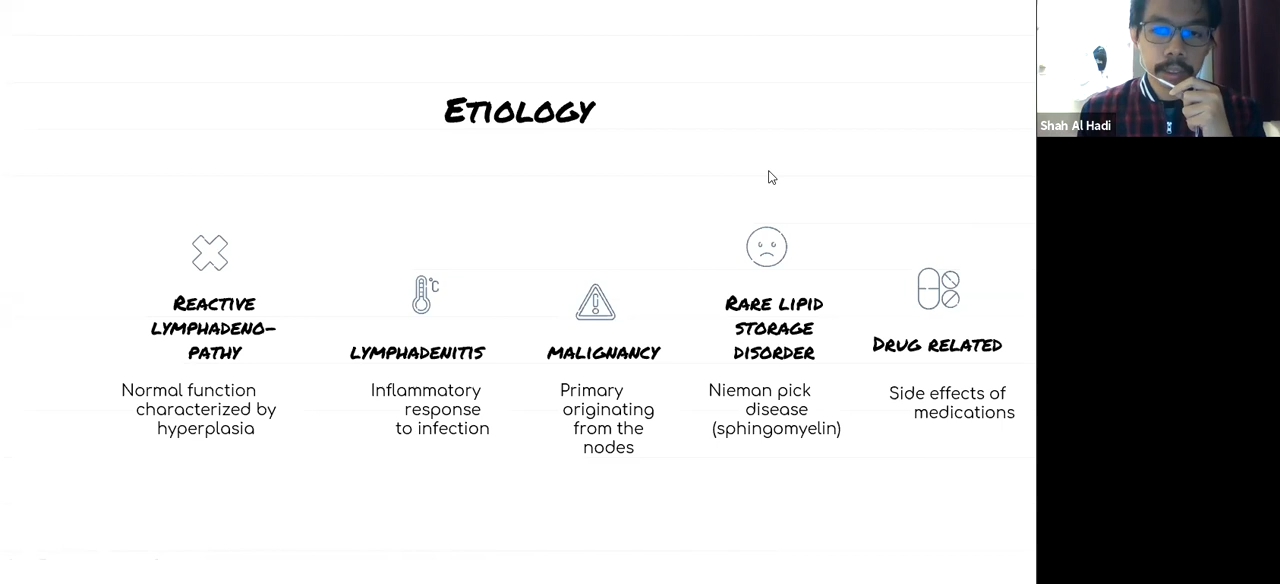 Etiology
Reactive
lymphadeno-
pathy
Normal function
characterized by
hyperplasia
°C
lymphadenitis
Inflammatory
response
to infection
!
malignancy
Primary
originating
from the
nodes
Rare lipid
storage
disorder
Nieman pick
disease
(sphingomyelin)
Drug related
Side effects of
medications
Shah Al Hadi